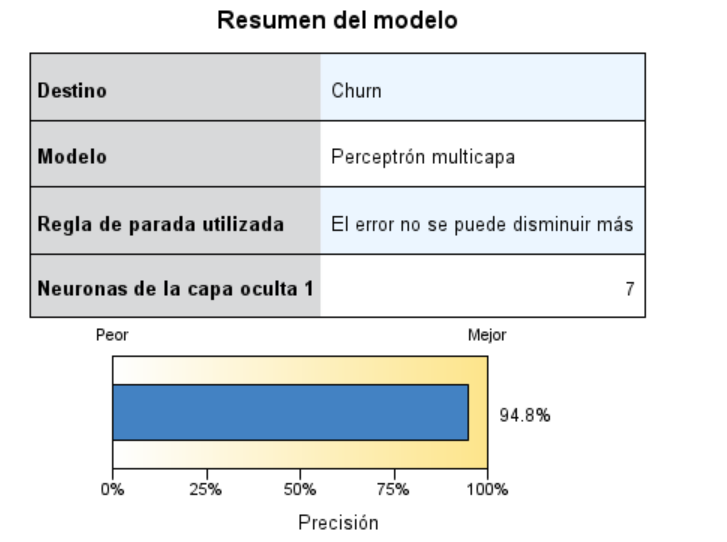 Resumen del modelo
Destino Churn
Modelo Perceptrón multicapa
Regla de parada utilizada El error no se puede disminuir más
Neuronas de la capa oculta 1 7
Peor Mejor
94.8%
0% 25% 50% 75% 100%
Precisión